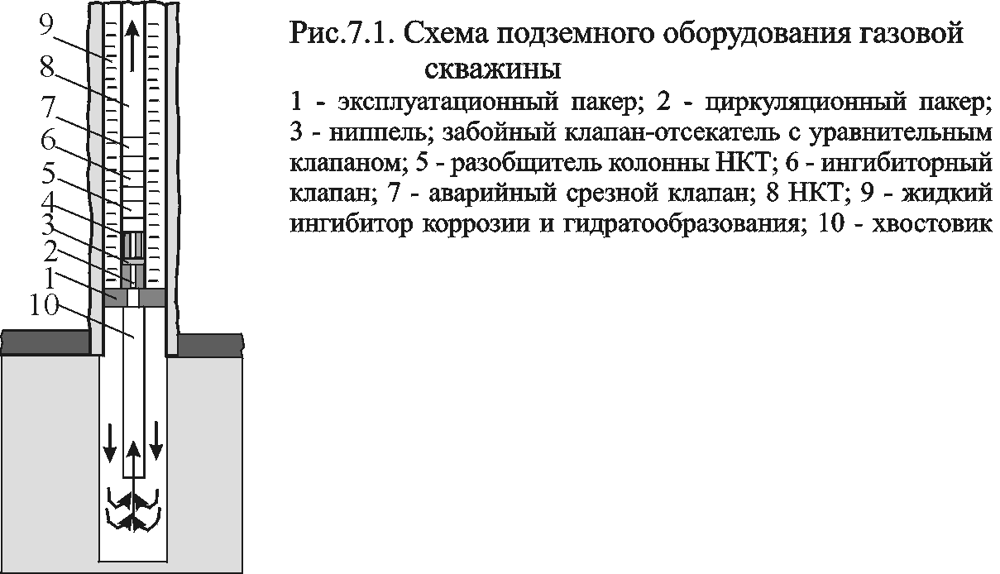 9
8
7
6
5
4
3
2
1
10
Рис.7.1. Схема подземного оборудования газовой
скважины
1 - эксплуатационный пакер; 2 - циркуляционный пакер;
3 - ниппель; забойный клапан-отсекатель с уравнительным
клапаном; 5 - разобщитель колонны НКТ; 6 - ингибиторный
клапан; 7 - аварийный срезной клапан; 8 НКТ; 9 - жидкий
ингибитор коррозии и гидратообразования; 10 - хвостовик